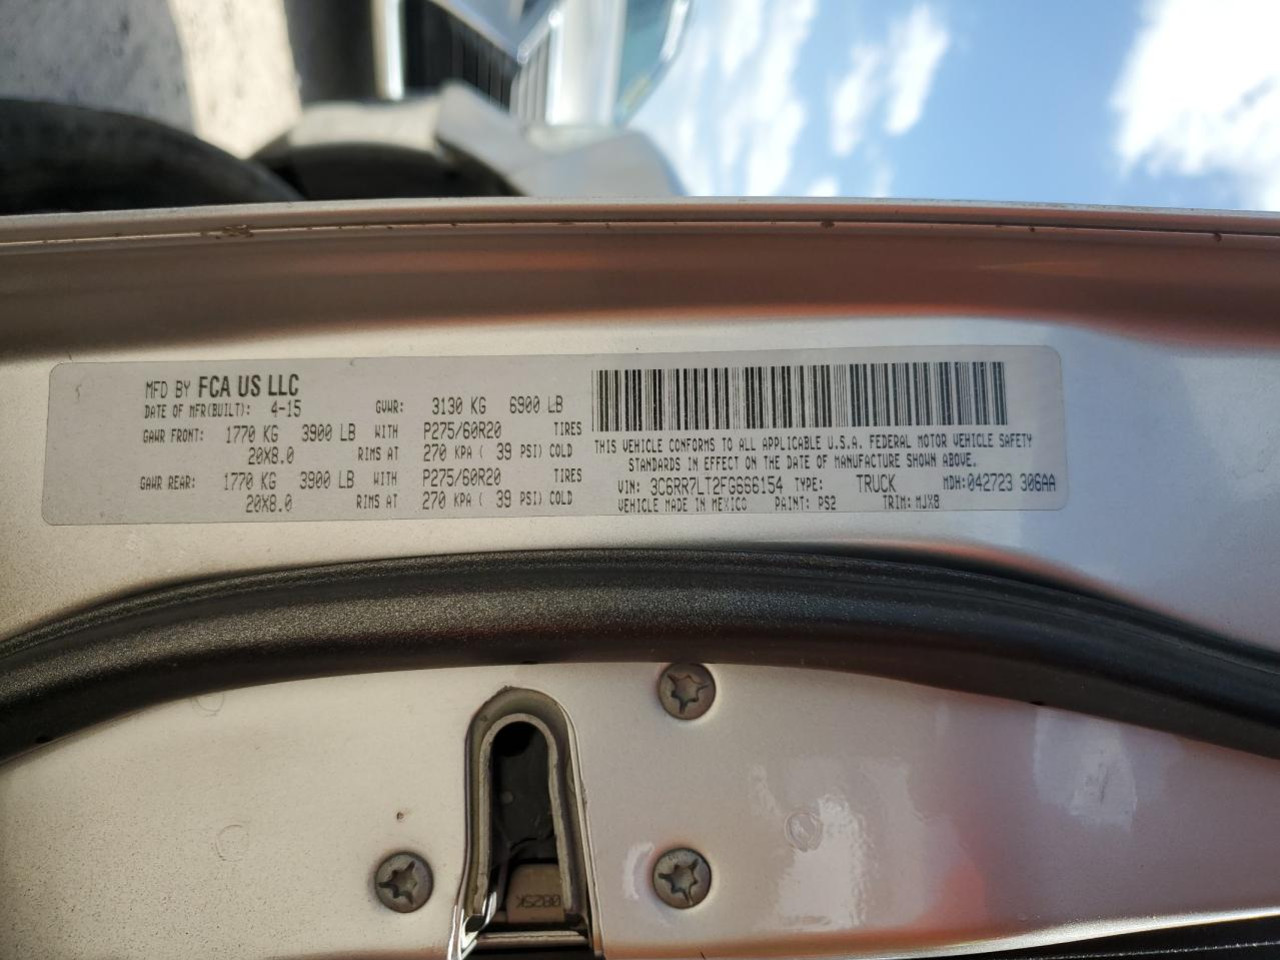 MFD BY FCA US LLC
DATE OF MFR(BUILT): 4-15 GVWR: 3130 KG 6900 LB
GAWR FRONT: 1770 KG 3900 LB WITH P275/60R20 TIRES
20X8.0 RIMS AT 270 KPA ( 39 PSI) COLD
GAWR REAR: 1770 KG 3900 LB WITH P275/60R20 TIRES
20X8.0 RIMS AT 270 KPA ( 39 PSI) COLD
THIS VEHICLE CONFORMS TO ALL APPLICABLE U.S.A. FEDERAL MOTOR VEHICLE SAFETY
STANDARDS IN EFFECT ON THE DATE OF MANUFACTURE SHOWN ABOVE.
VIN: 3C6RR7LT2FG666154 TYPE: TRUCK MDH: 042723 306AA
VEHICLE MADE IN MEXICO PAINT: PS2 TRIM: MJX8